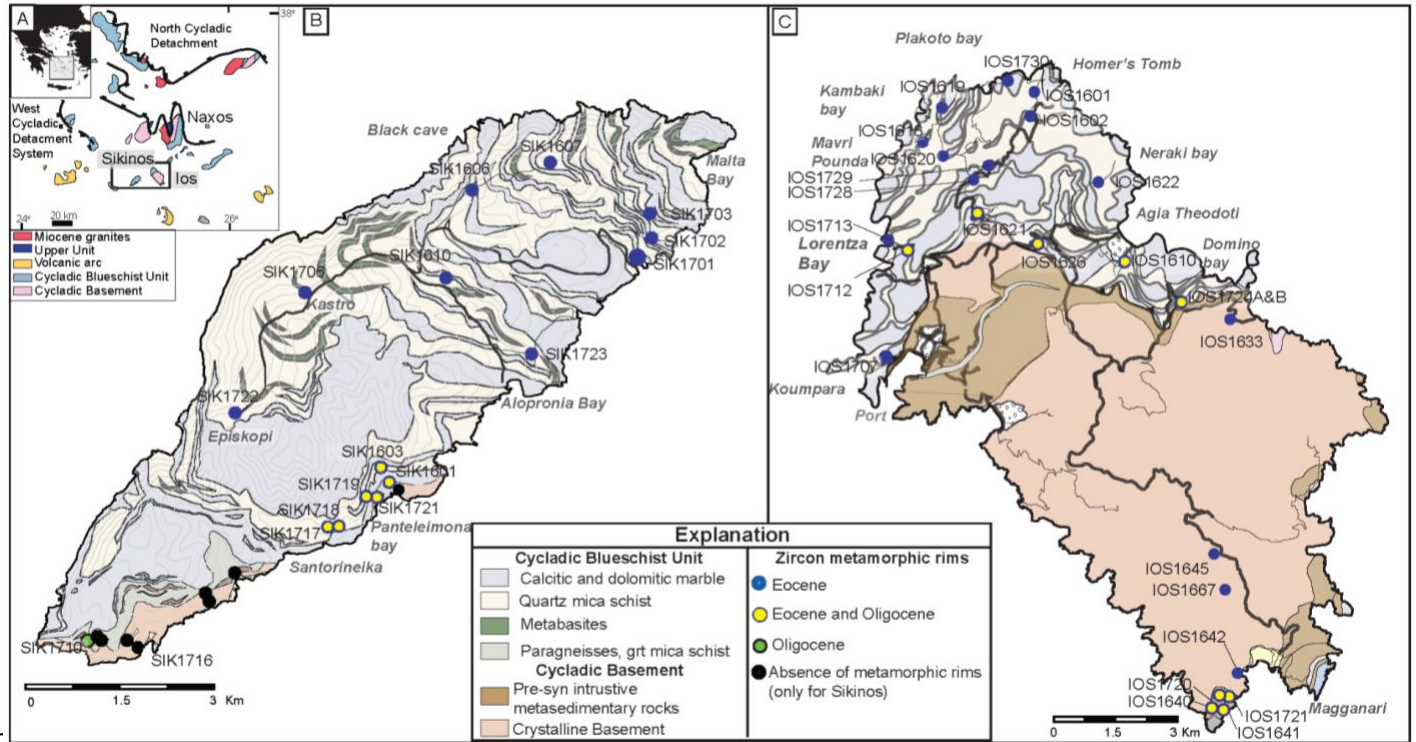 A
38°
North Cycladic
Detachment
West
Cycladic
Detacment
System
Naxos
Sikinos
Ios
24°
20 km
26°
Miocene granites
Upper Unit
Volcanic arc
Cycladic Blueschist Unit
Cycladic Basement
B
Black cave
SIK1607
SIK1606
Malta
Bay
SIK1703
SIK1702
SIK1701
SIK1610
SIK1705
Kastro
SIK1723
Alopronia Bay
SIK1722
Episkopi
SIK1603
SIK1601
SIK1719
SIK1721
SIK1718
SIK1717
Panteleimona
bay
Santorineika
SIK1710
SIK1716
0
1.5
3 Km
C
Plakoto bay
IOS1730
Homer's Tomb
IOS1619
IOS1601
Kambaki
bay
IOS1602
IOS1618
Mavri
Pounda
IOS1620
Neraki bay
IOS1729
IOS1728
IOS1622
Agia Theodoti
IOS1713
IOS1621
Lorentza
Bay
Domino
bay
IOS1626
IOS1610
IOS1712
IOS1724A&B
IOS1633
IOS1707
Koumpara
Port
IOS1645
IOS1667
IOS1642
IOS1720
IOS1640
IOS1721
IOS1641
Magganari
0
1.5
3 Km
Explanation
Cycladic Blueschist Unit
Calcitic and dolomitic marble
Quartz mica schist
Metabasites
Paragneisses, grt mica schist
Cycladic Basement
Pre-syn intrustive
metasedimentary rocks
Crystalline Basement
Zircon metamorphic rims
Eocene
Eocene and Oligocene
Oligocene
Absence of metamorphic rims
(only for Sikinos)